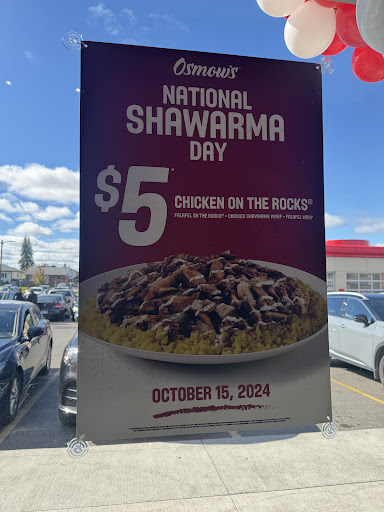 Osmow's
NATIONAL
SHAWARMA
DAY
$5*
CHICKEN ON THE ROCKS®
FALAFEL ON THE ROCKS® • CHICKEN SHAWARMA WRAP • FALAFEL WRAP
OCTOBER 15, 2024